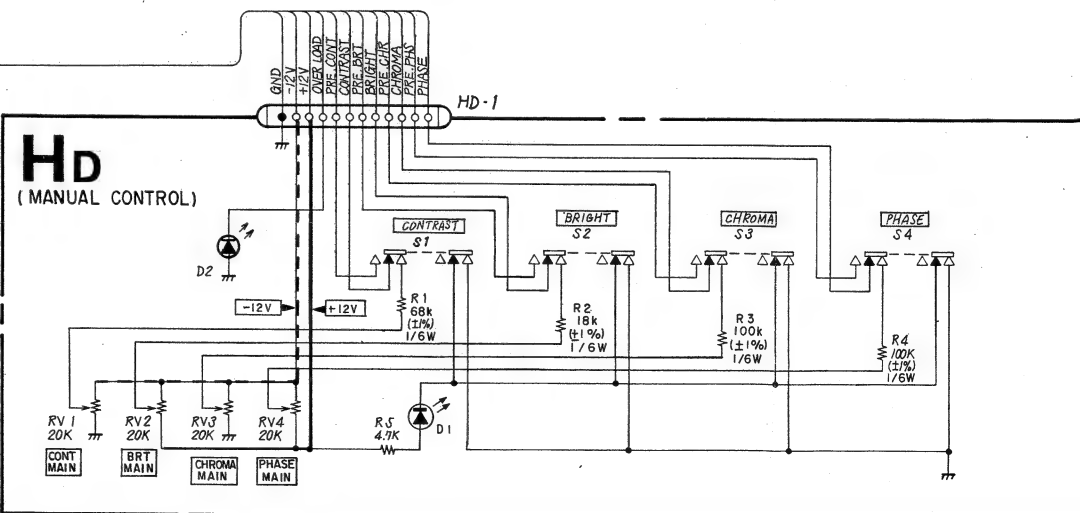 GND
-12V
+12V
OVER LOAD
PRE.CONT
CONTRAST
PRE.BRT
BRIGHT
PRE.CHR
CHROMA
PRE.PHS
PHASE
HD-1
HD
(MANUAL CONTROL)
CONTRAST
S1
BRIGHT
S2
CHROMA
S3
PHASE
S4
D2
-12V
+12V
R1
68k
(±1%)
1/6W
R2
18k
(±1%)
1/6W
R3
100k
(±1%)
1/6W
R4
100K
(±1%)
1/6W
RV1
20K
CONT
MAIN
RV2
20K
BRT
MAIN
RV3
20K
CHROMA
MAIN
RV4
20K
PHASE
MAIN
R5
4.7K
D1